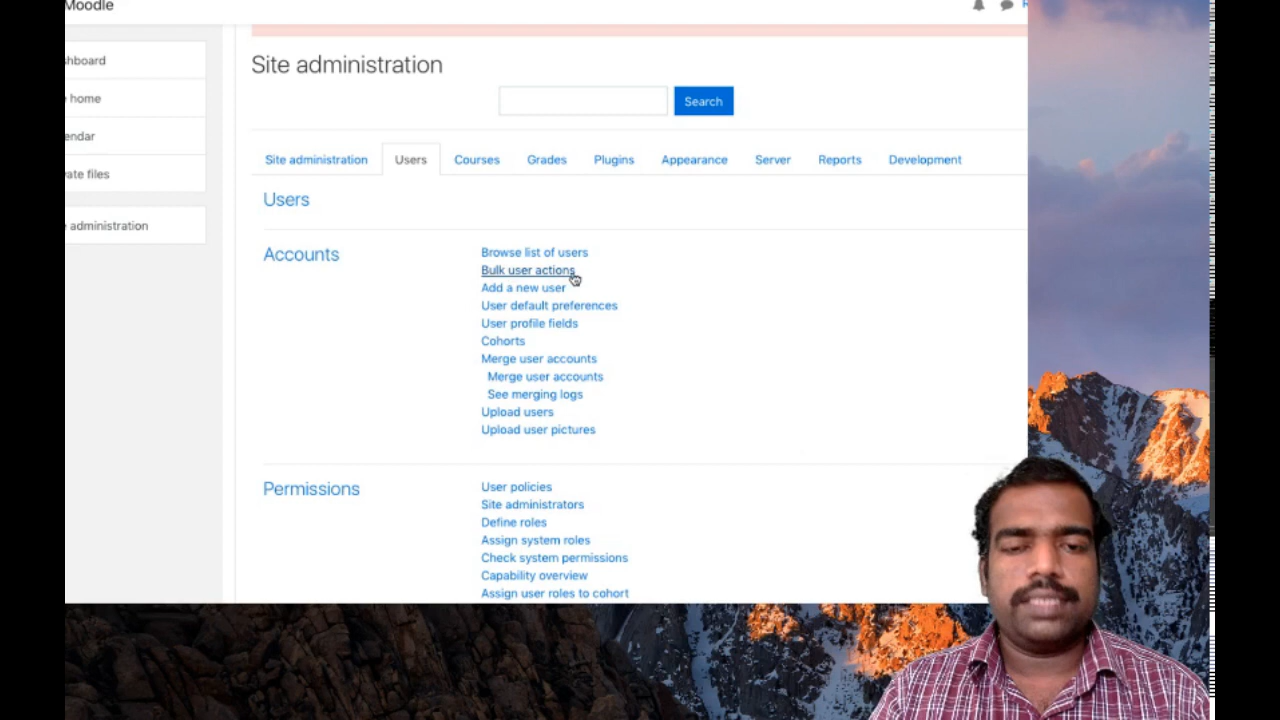 Moodle
shboard
home
endar
vate files
administration
Site administration
Search
Site administration Users Courses Grades Plugins Appearance Server Reports Development
Users
Accounts
Browse list of users
Bulk user actions
Add a new user
User default preferences
User profile fields
Cohorts
Merge user accounts
Merge user accounts
See merging logs
Upload users
Upload user pictures
Permissions
User policies
Site administrators
Define roles
Assign system roles
Check system permissions
Capability overview
Assign user roles to cohort